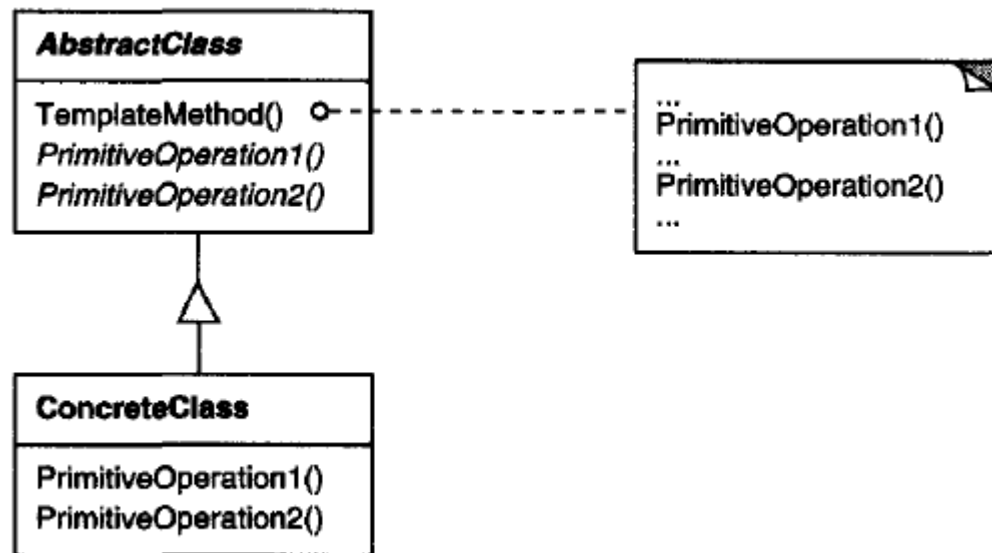 AbstractClass
TemplateMethod()
PrimitiveOperation1()
PrimitiveOperation2()
...
PrimitiveOperation1()
...
PrimitiveOperation2()
...
ConcreteClass
PrimitiveOperation1()
PrimitiveOperation2()